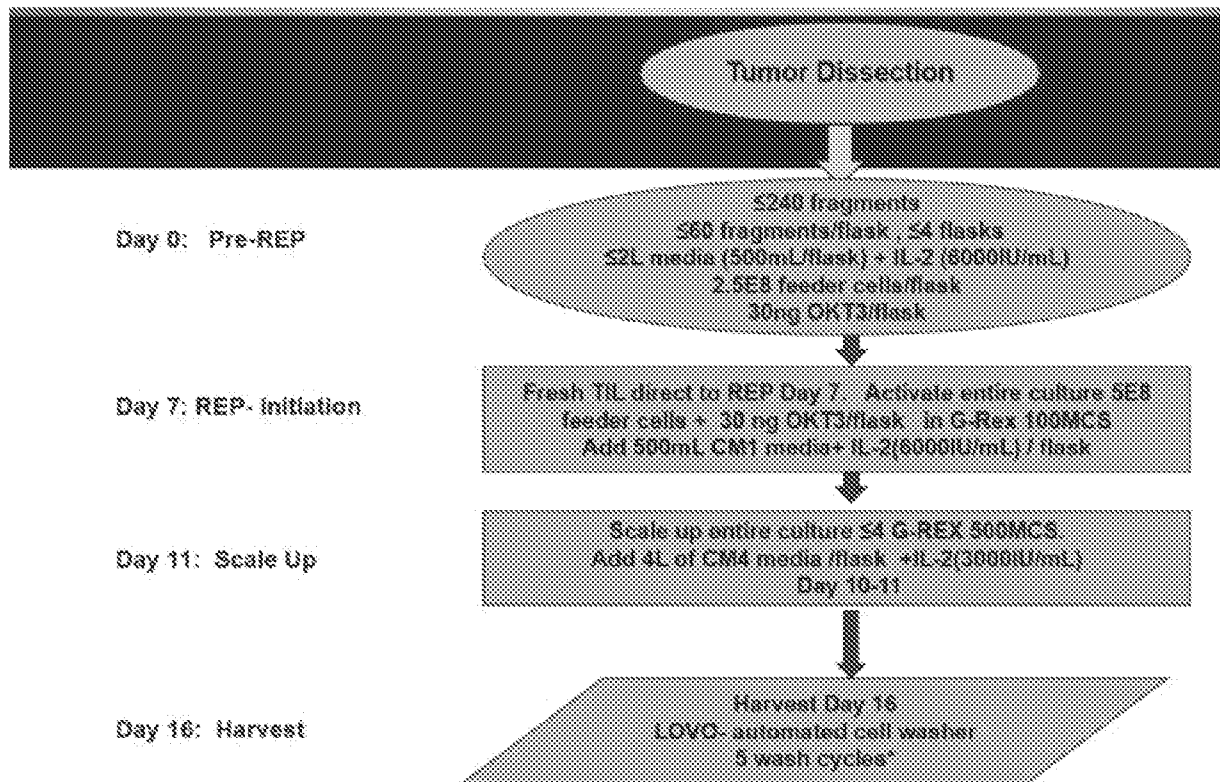 Tumor Dissection
Day 0: Pre-REP
≤240 fragments
≤60 fragments/flask , ≤4 flasks
≤2L media (500mL/flask) + IL-2 (6000IU/mL)
2.5E8 feeder cells/flask
30ng OKT3/flask
Day 7: REP- Initiation
Fresh TIL direct to REP Day 7. Activate entire culture 5E8
feeder cells + 30 ng OKT3/flask in G-Rex 100MCS
Add 500mL CM1 media+ IL-2(6000IU/mL) / flask
Day 11: Scale Up
Scale up entire culture ≤4 G-REX 500MCS.
Add 4L of CM4 media /flask +IL-2(3000IU/mL)
Day 10-11
Day 16: Harvest
Harvest Day 16
LOVO- automated cell washer
5 wash cycles*